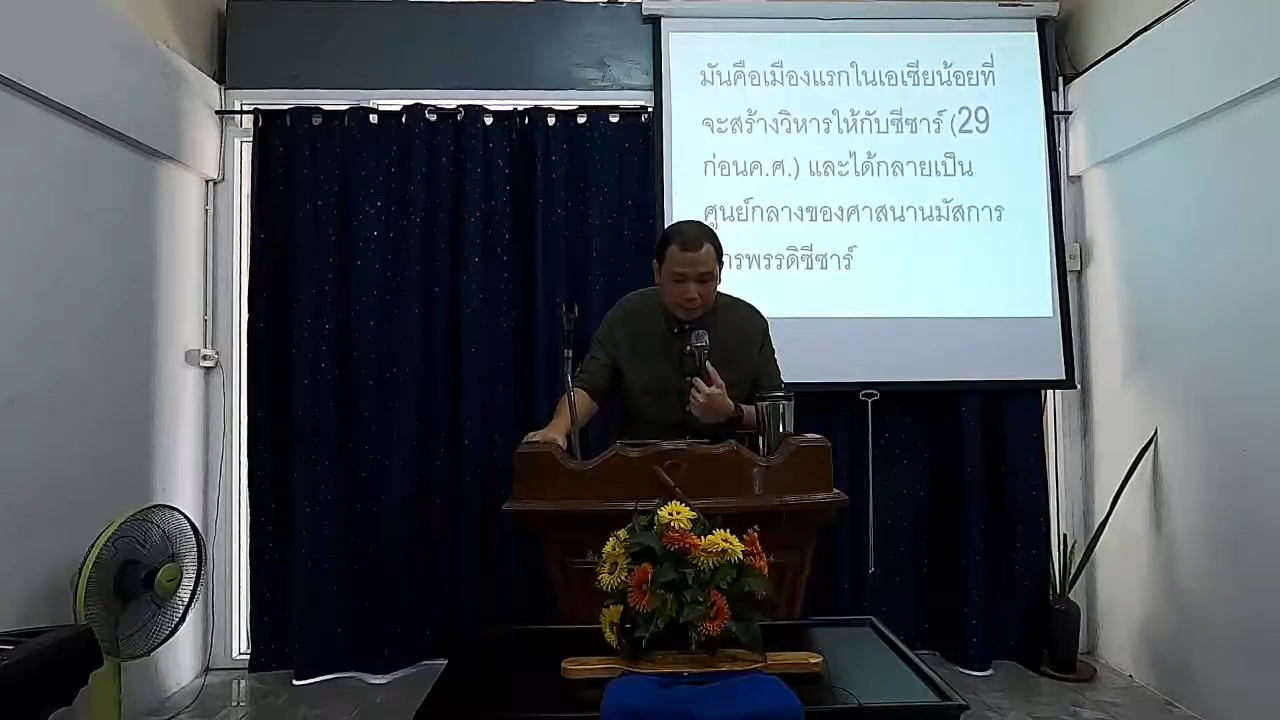 มันคือเมืองแรกในเอเซียน้อยที่
จะสร้างวิหารให้กับซีซาร์ (29
ก่อนค.ศ.) และได้กลายเป็น
ศูนย์กลางของศาสนานมัสการ
พรรดิซีซาร์